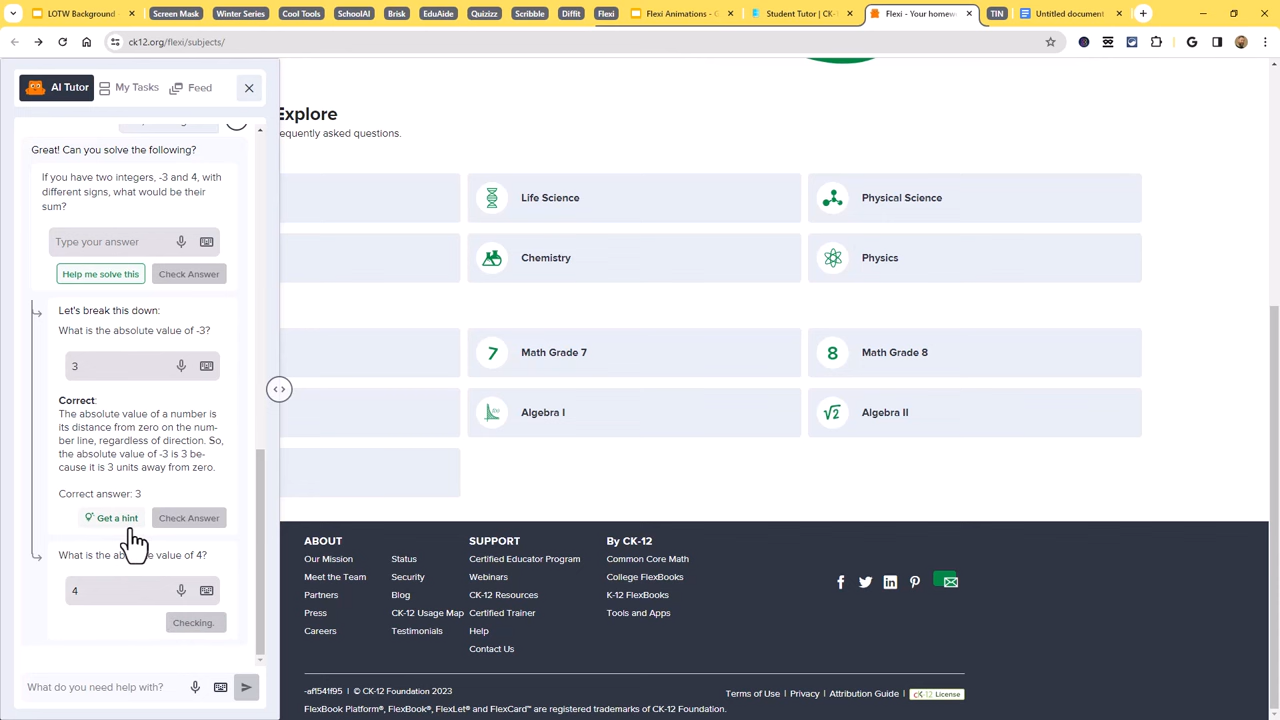 LOTW Background
Screen Mask
Winter Series
Cool Tools
SchoolAI
Brisk
EduAide
Quizizz
Scribble
Diffit
Flexi
Flexi Animations - G
Student Tutor | CK-
Flexi - Your homew
TIN
Untitled document
ck12.org/flexi/subjects/
AI Tutor
My Tasks
Feed
Great! Can you solve the following?
If you have two integers, -3 and 4, with
different signs, what would be their
sum?
Type your answer
Help me solve this
Check Answer
Let's break this down:
What is the absolute value of -3?
3
Correct:
The absolute value of a number is
its distance from zero on the num-
ber line, regardless of direction. So,
the absolute value of -3 is 3 be-
cause it is 3 units away from zero.
Correct answer: 3
Get a hint
Check Answer
What is the absolute value of 4?
4
Checking.
What do you need help with?
Explore
equently asked questions.
Life Science
Physical Science
Chemistry
Physics
7 Math Grade 7
8 Math Grade 8
Algebra I
√2 Algebra II
ABOUT
Our Mission
Meet the Team
Partners
Press
Careers
Status
Security
Blog
CK-12 Usage Map
Testimonials
SUPPORT
Certified Educator Program
Webinars
CK-12 Resources
Certified Trainer
Help
Contact Us
By CK-12
Common Core Math
College FlexBooks
K-12 FlexBooks
Tools and Apps
-af1541f95 | © CK-12 Foundation 2023
FlexBook Platform®, FlexBook®, FlexLet® and FlexCard™ are registered trademarks of CK-12 Foundation.
Terms of Use | Privacy | Attribution Guide | cK-12 License